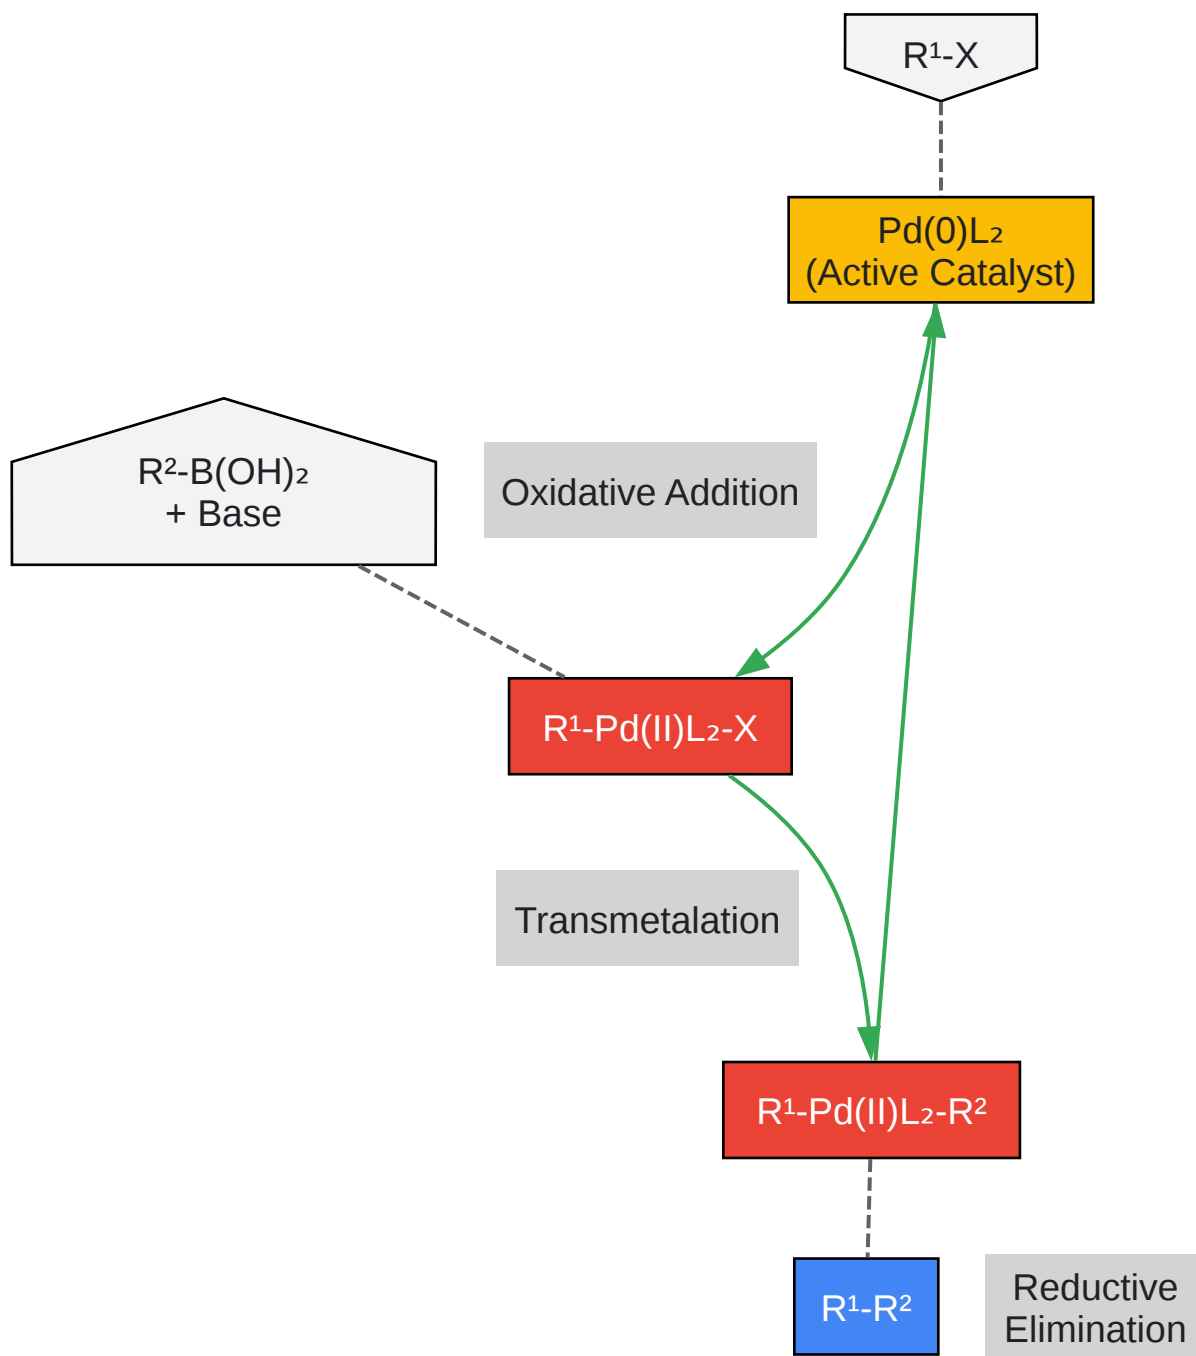 R¹-X
Pd(0)L₂
(Active Catalyst)
R²-B(OH)₂
+ Base
Oxidative Addition
R¹-Pd(II)L₂-X
Transmetalation
R¹-Pd(II)L₂-R²
R¹-R²
Reductive
Elimination